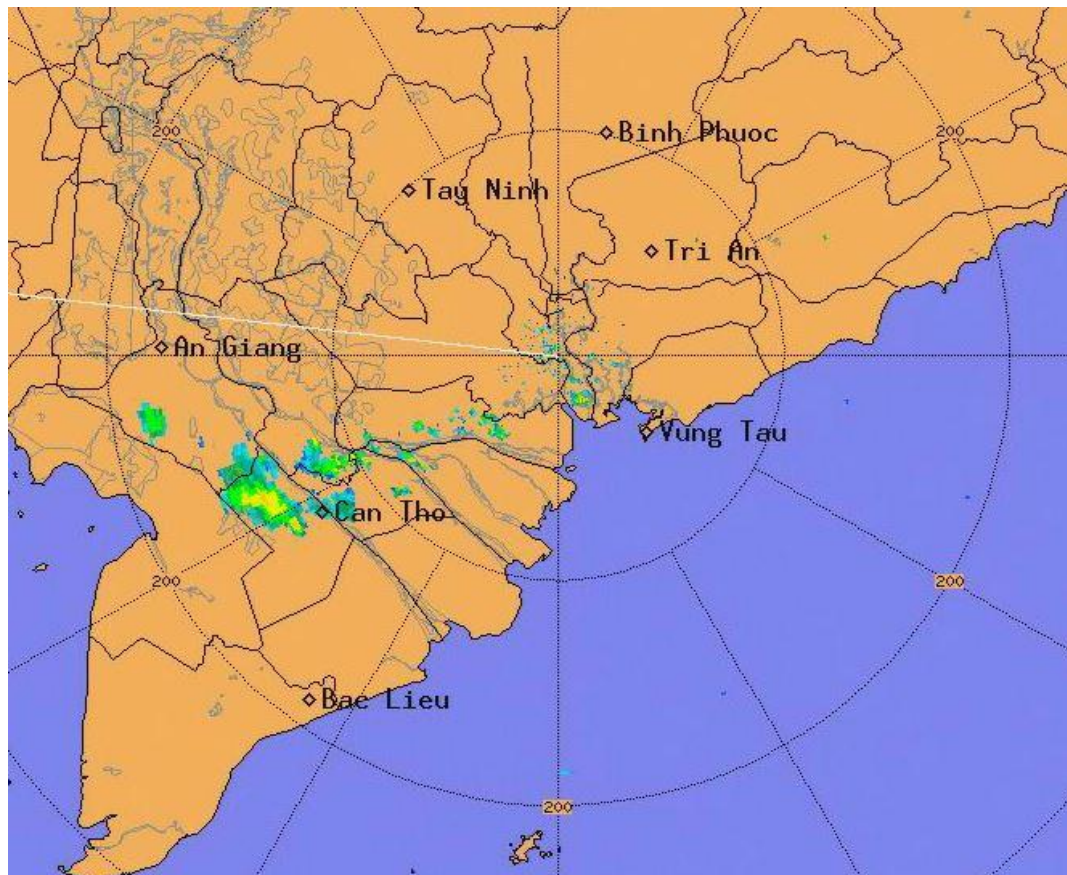 200
200
Binh Phuoc
Tay Ninh
Tri An
An Giang
Vung Tau
Can Tho
200
200
Bac Lieu
200